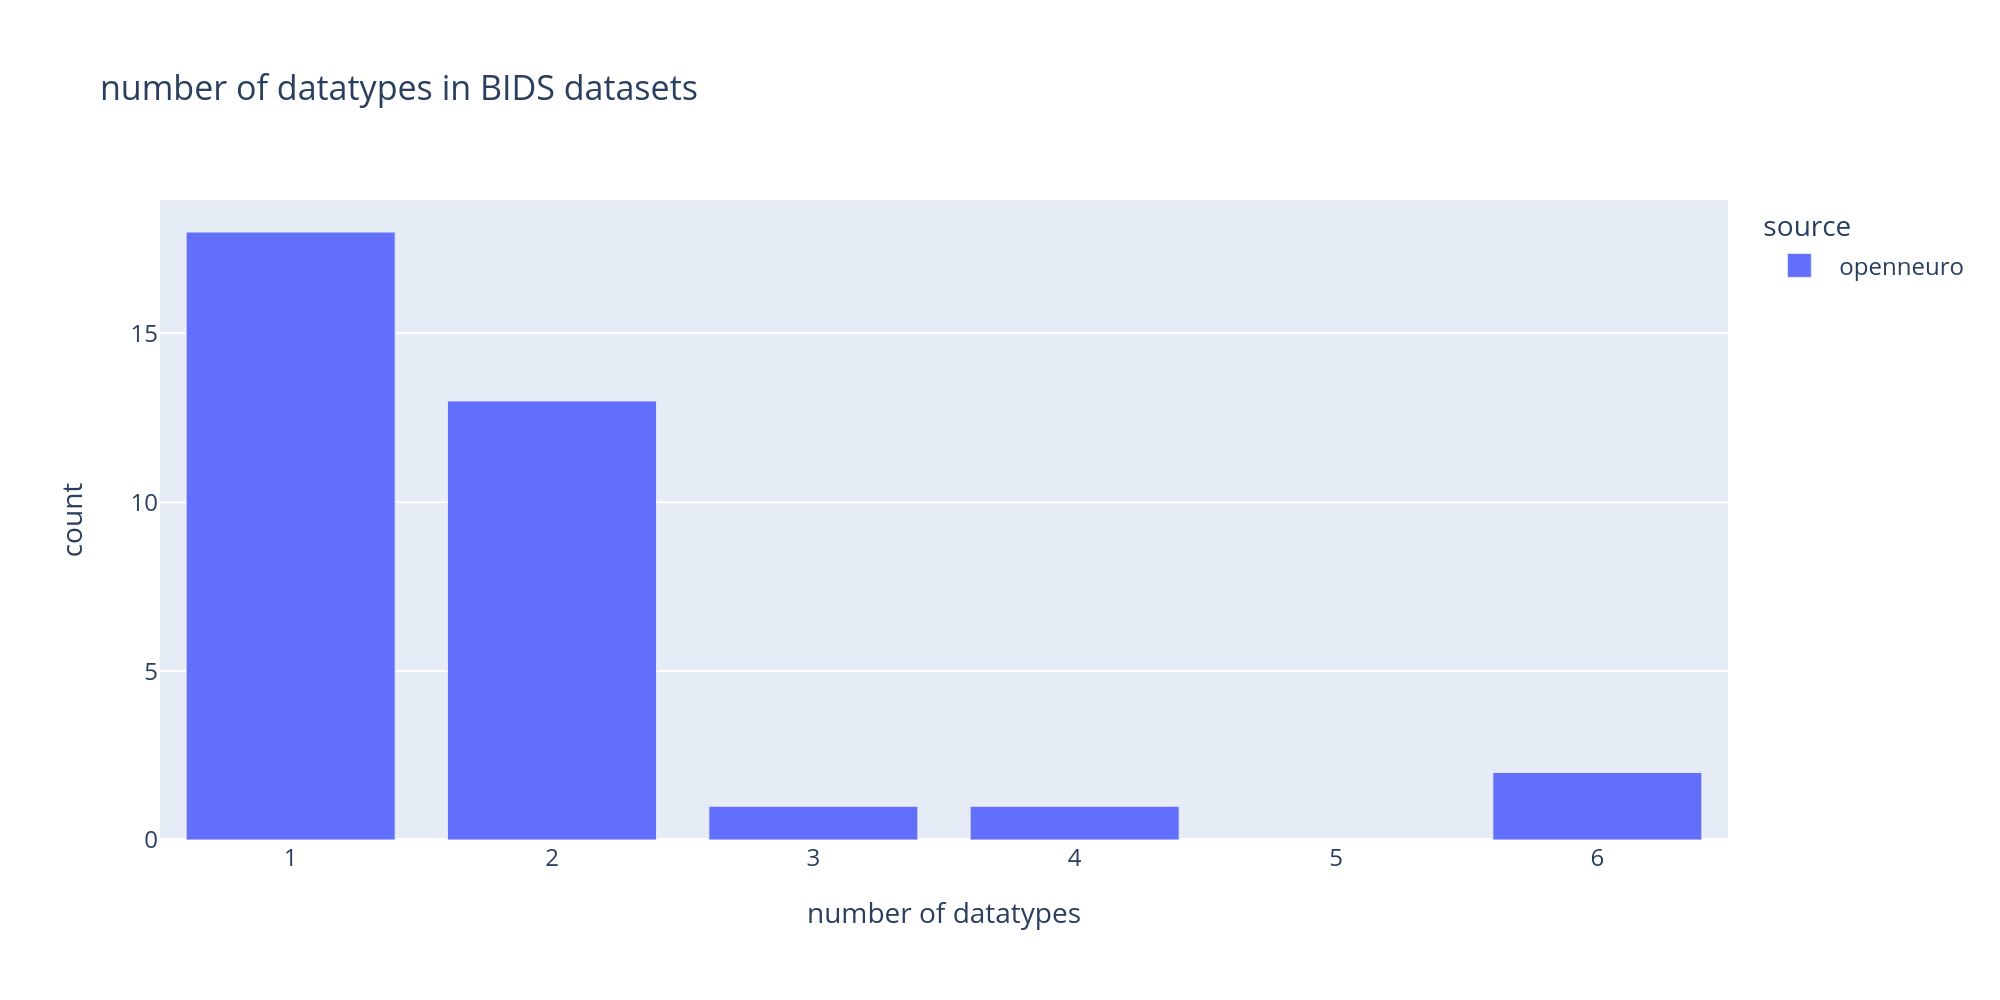 number of datatypes in BIDS datasets
source
openneuro
15
10
5
0
count
1 2 3 4 5 6
number of datatypes